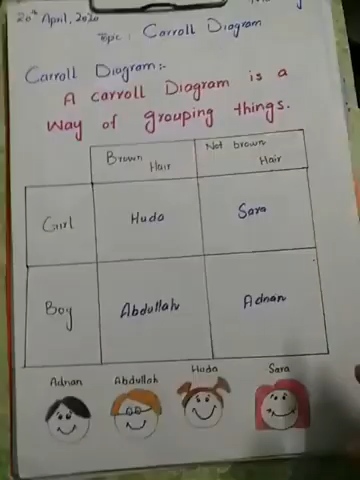 20th April, 2020
Topic : Carroll Diagram
Carroll Diagram:-
A carroll Diagram is a
way of grouping things.
Brown Hair
Not brown Hair
Girl
Huda
Sara
Boy
Abdullah
Adnan
Adnan
Abdullah
Huda
Sara